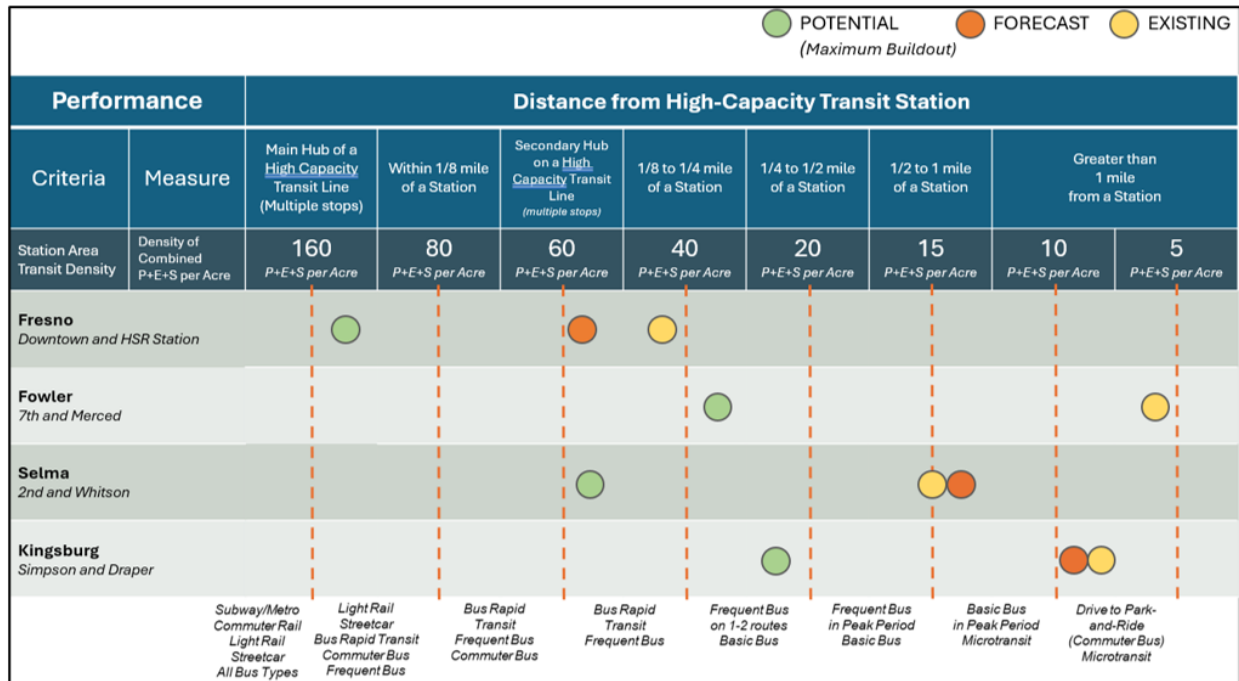 POTENTIAL
(Maximum Buildout)
FORECAST
EXISTING
Performance
Distance from High-Capacity Transit Station
Criteria
Measure
Main Hub of a
High Capacity
Transit Line
(Multiple stops)
Within 1/8 mile
of a Station
Secondary Hub
on a High
Capacity Transit
Line
(multiple stops)
1/8 to 1/4 mile
of a Station
1/4 to 1/2 mile
of a Station
1/2 to 1 mile
of a Station
Greater than
1 mile
from a Station
Station Area
Transit Density
Density of
Combined
P+E+S per Acre
160
P+E+S per Acre
80
P+E+S per Acre
60
P+E+S per Acre
40
P+E+S per Acre
20
P+E+S per Acre
15
P+E+S per Acre
10
P+E+S per Acre
5
P+E+S per Acre
Fresno
Downtown and HSR Station
Fowler
7th and Merced
Selma
2nd and Whitson
Kingsburg
Simpson and Draper
Subway/Metro
Commuter Rail
Light Rail
Streetcar
All Bus Types
Light Rail
Streetcar
Bus Rapid Transit
Commuter Bus
Frequent Bus
Bus Rapid
Transit
Frequent Bus
Commuter Bus
Bus Rapid
Transit
Frequent Bus
Frequent Bus
on 1-2 routes
Basic Bus
Frequent Bus
in Peak Period
Basic Bus
Basic Bus
in Peak Period
Microtransit
Drive to Park-
and-Ride
(Commuter Bus)
Microtransit